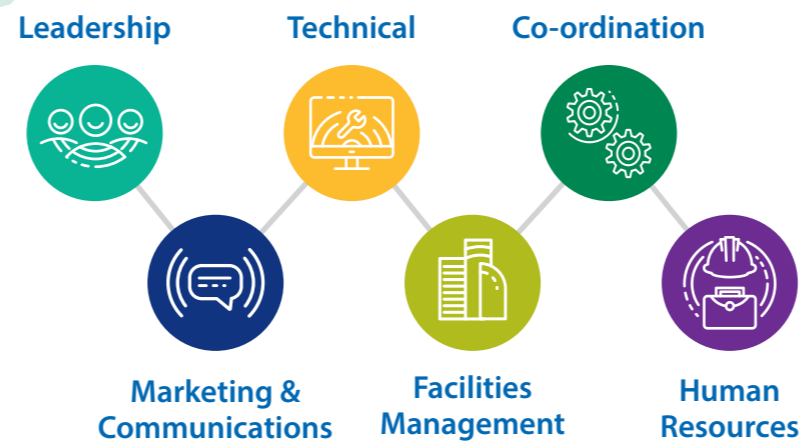 Leadership
Technical
Co-ordination
Marketing &
Communications
Facilities
Management
Human
Resources